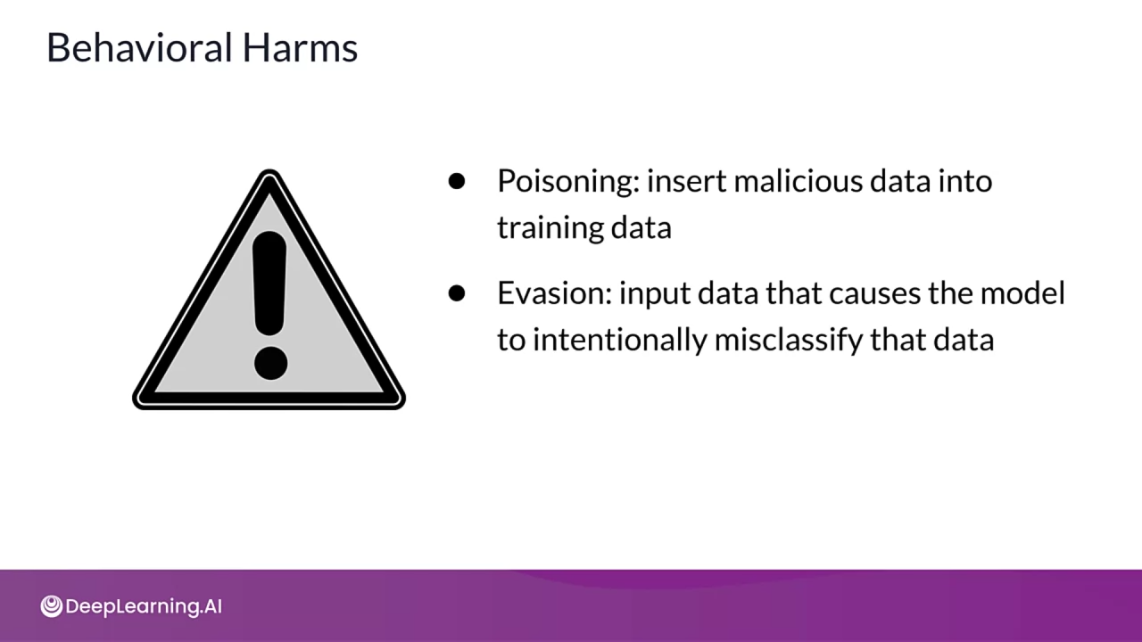 Behavioral Harms
● Poisoning: insert malicious data into
training data
● Evasion: input data that causes the model
to intentionally misclassify that data
DeepLearning.AI